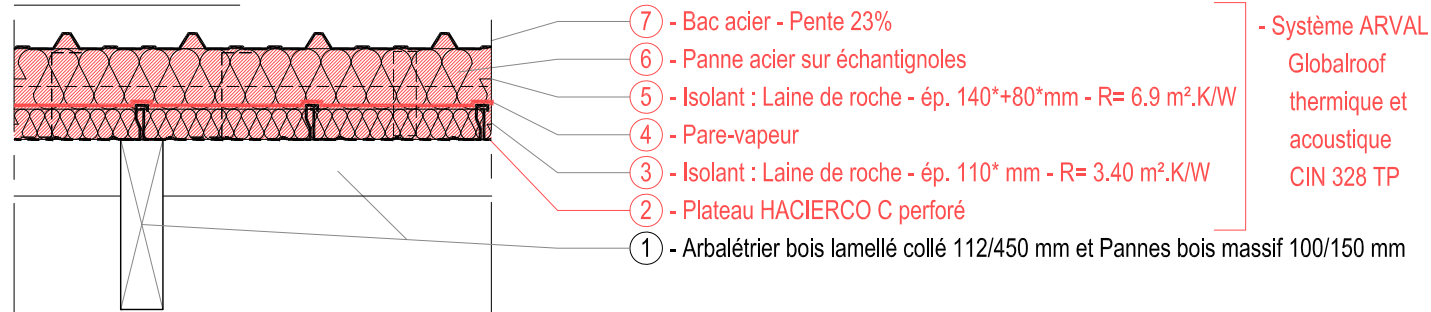 7 - Bac acier - Pente 23%
6 - Panne acier sur échantignoles
5 - Isolant : Laine de roche - ép. 140*+80*mm - R= 6.9 m².K/W
4 - Pare-vapeur
3 - Isolant : Laine de roche - ép. 110* mm - R= 3.40 m².K/W
2 - Plateau HACIERCO C perforé
1 - Arbalétrier bois lamellé collé 112/450 mm et Pannes bois massif 100/150 mm
- Système ARVAL
Globalroof
thermique et
acoustique
CIN 328 TP